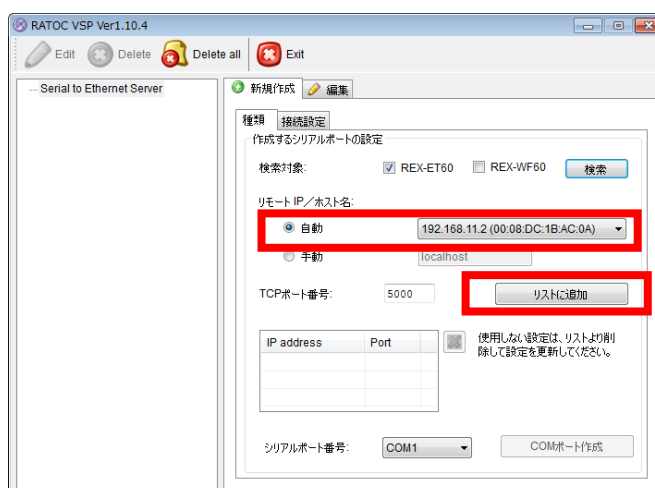 RATOC VSP Ver1.10.4
Edit Delete Delete all Exit
Serial to Ethernet Server
新規作成 編集
種類 接続設定
作成するシリアルポートの設定
検索対象: REX-ET60 REX-WF60 検索
リモート IP／ホスト名:
自動 192.168.11.2 (00:08:DC:1B:AC:0A)
手動 localhost
TCPポート番号: 5000 リストに追加
IP address Port
使用しない設定は、リストより削
除して設定を更新してください。
シリアルポート番号: COM1 COMポート作成